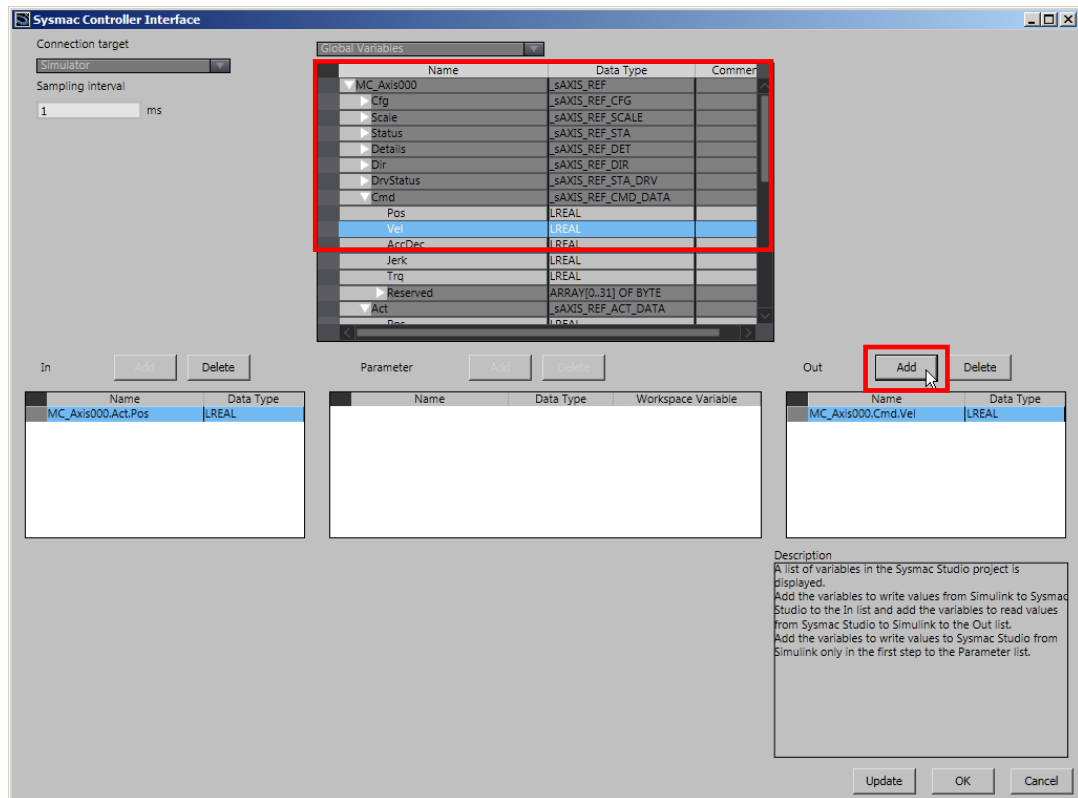 Sysmac Controller Interface
Connection target
Simulator
Sampling interval
1 ms
Global Variables
Name Data Type Commer
MC_Axis000 _sAXIS_REF
Cfg _sAXIS_REF_CFG
Scale _sAXIS_REF_SCALE
Status _sAXIS_REF_STA
Details _sAXIS_REF_DET
Dir _sAXIS_REF_DIR
DrvStatus _sAXIS_REF_STA_DRV
Cmd _sAXIS_REF_CMD_DATA
Pos LREAL
Vel LREAL
AccDec LREAL
Jerk LREAL
Trq LREAL
Reserved ARRAY[0..31] OF BYTE
Act _sAXIS_REF_ACT_DATA
Pos LREAL
In Add Delete
Name Data Type
MC_Axis000.Act.Pos LREAL
Parameter Add Delete
Name Data Type Workspace Variable
Out Add Delete
Name Data Type
MC_Axis000.Cmd.Vel LREAL
Description
A list of variables in the Sysmac Studio project is
displayed.
Add the variables to write values from Simulink to Sysmac
Studio to the In list and add the variables to read values
from Sysmac Studio to Simulink to the Out list.
Add the variables to write values to Sysmac Studio from
Simulink only in the first step to the Parameter list.
Update OK Cancel